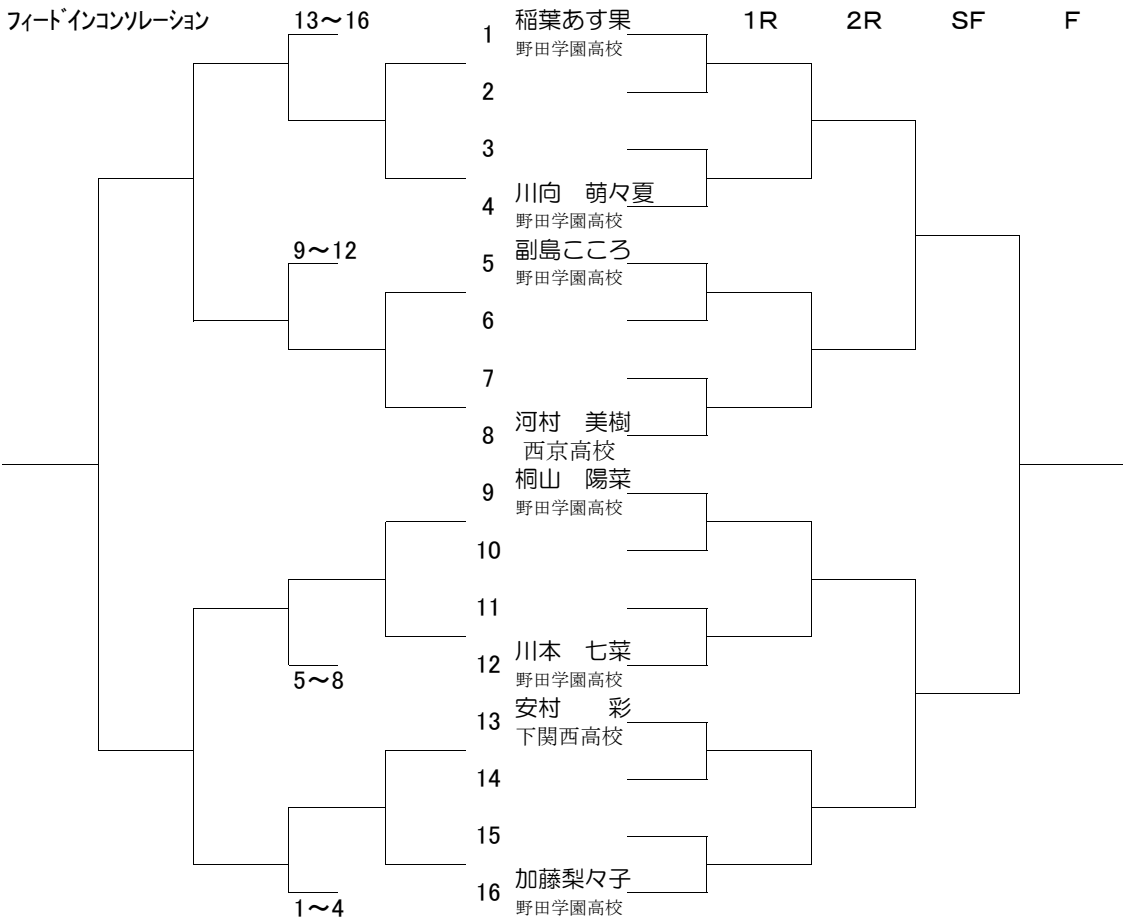 フィードインコンソレーション 13～16 1R 2R SF F
1 稲葉あす果
野田学園高校
2
3
4 川向　萌々夏
野田学園高校
9～12
5 副島こころ
野田学園高校
6
7
8 河村　美樹
西京高校
9 桐山　陽菜
野田学園高校
10
11
12 川本　七菜
野田学園高校
5～8
13 安村　　彩
下関西高校
14
15
16 加藤梨々子
野田学園高校
1～4